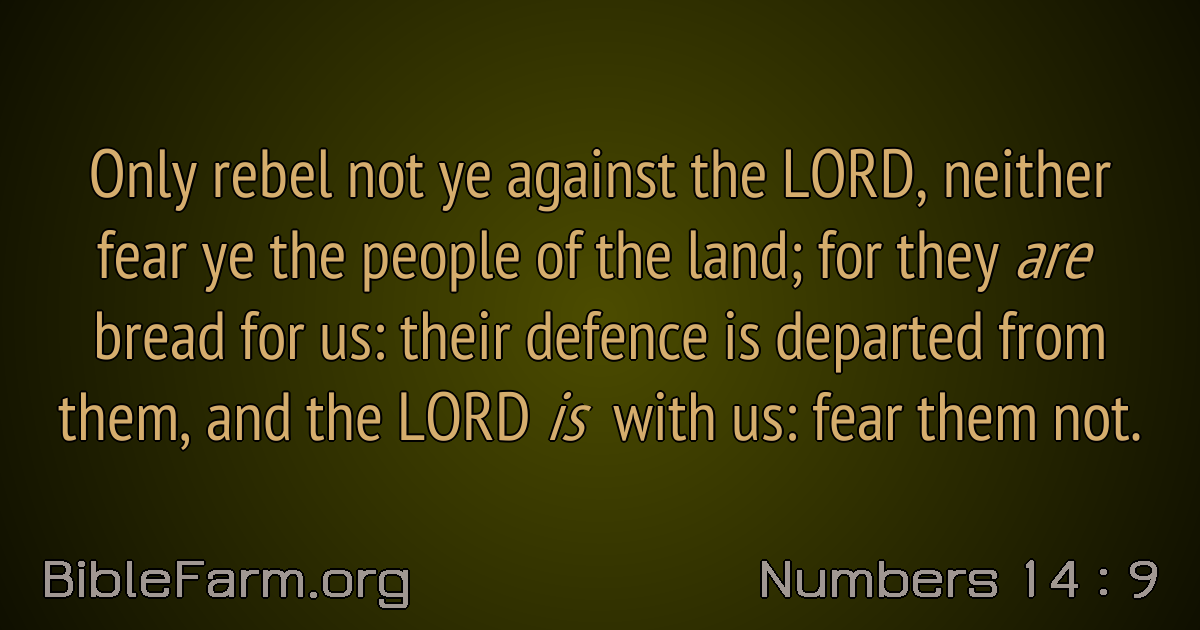 Only rebel not ye against the LORD, neither
fear ye the people of the land; for they are
bread for us: their defence is departed from
them, and the LORD is with us: fear them not.
BibleFarm.org
Numbers 14 : 9